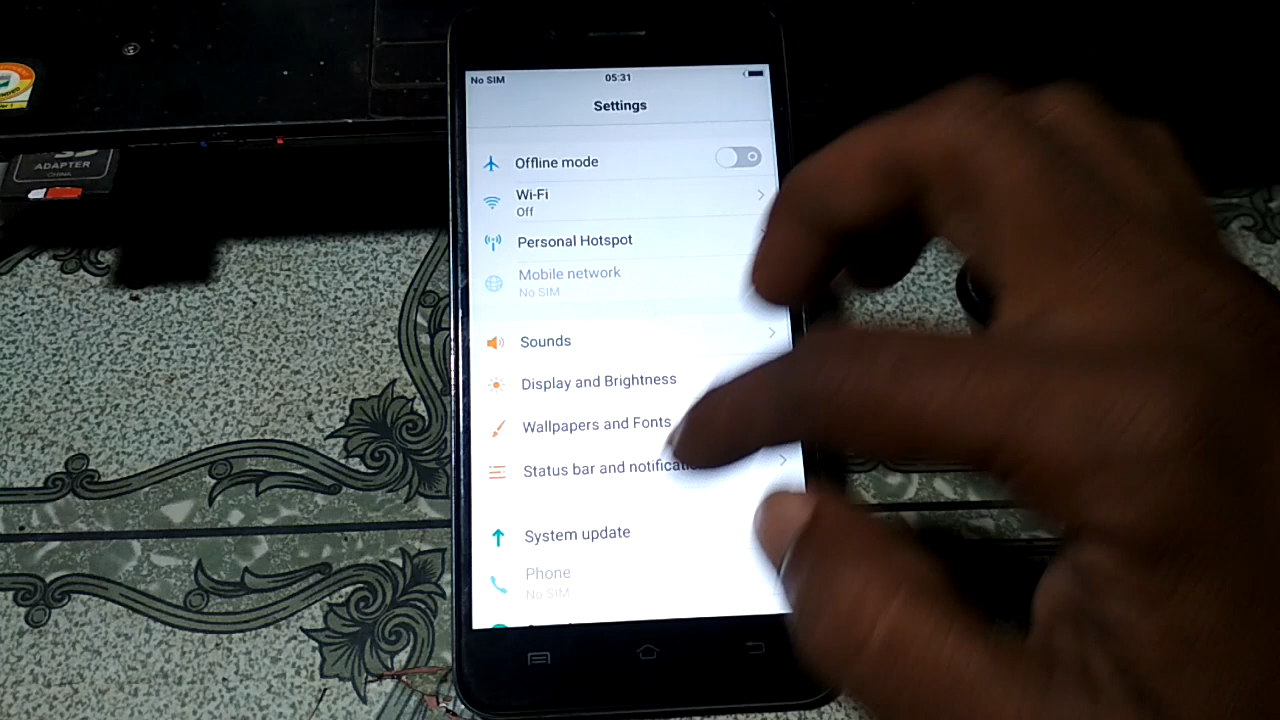 No SIM 05:31
Settings
Offline mode
Wi-Fi
Off
Personal Hotspot
Mobile network
No SIM
Sounds
Display and Brightness
Wallpapers and Fonts
Status bar and notificatio
System update
Phone
No SIM
ADAPTER
CHINA